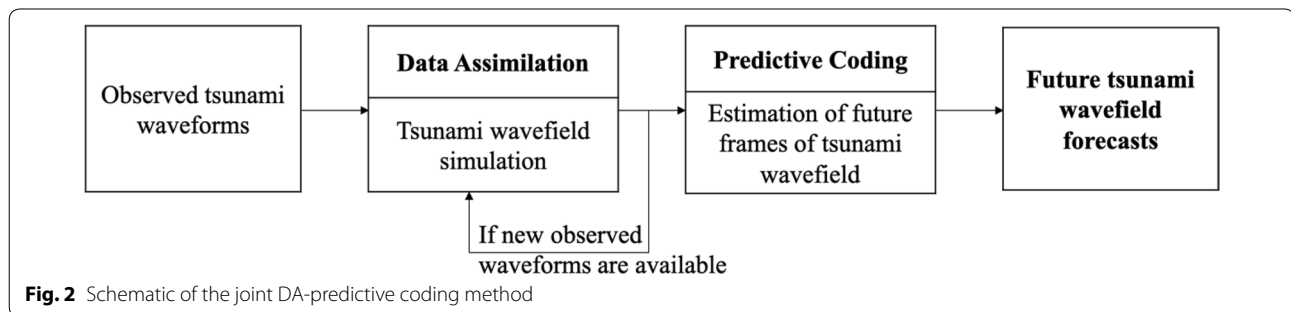 Observed tsunami
waveforms
Data Assimilation
Tsunami wavefield
simulation
If new observed
waveforms are available
Predictive Coding
Estimation of future
frames of tsunami
wavefield
Future tsunami
wavefield
forecasts
Fig. 2 Schematic of the joint DA-predictive coding method